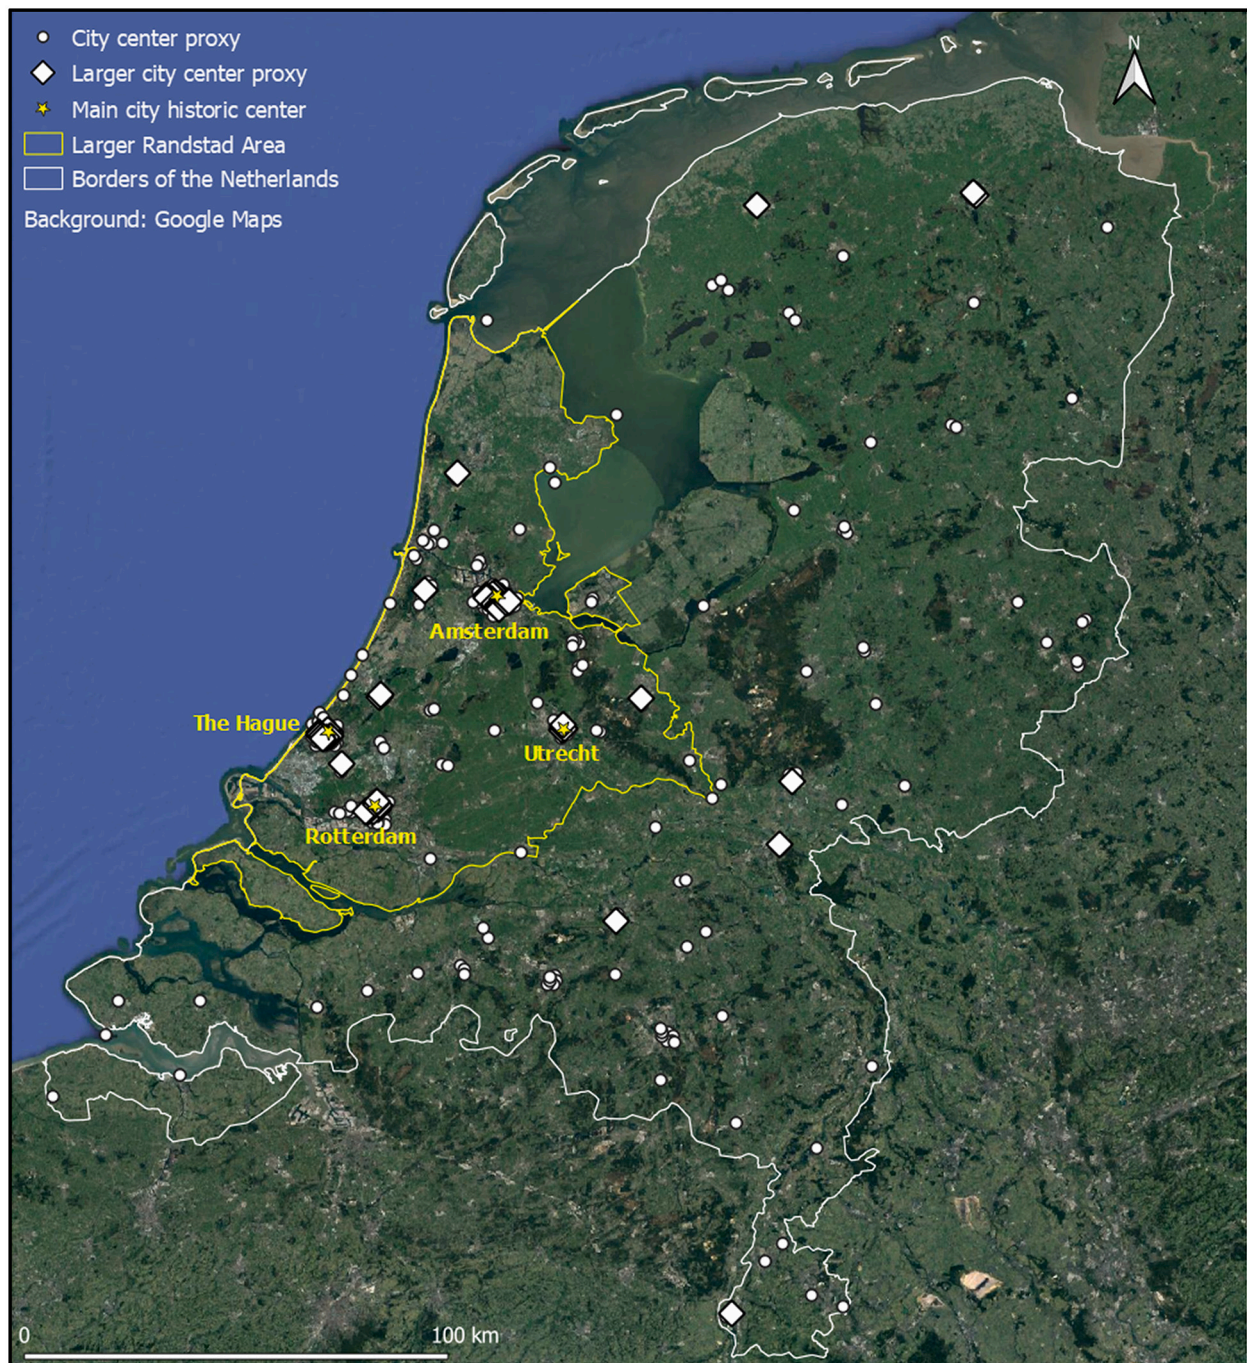 City center proxy
Larger city center proxy
Main city historic center
Larger Randstad Area
Borders of the Netherlands
Background: Google Maps
N
Amsterdam
The Hague
Utrecht
Rotterdam
0
100 km